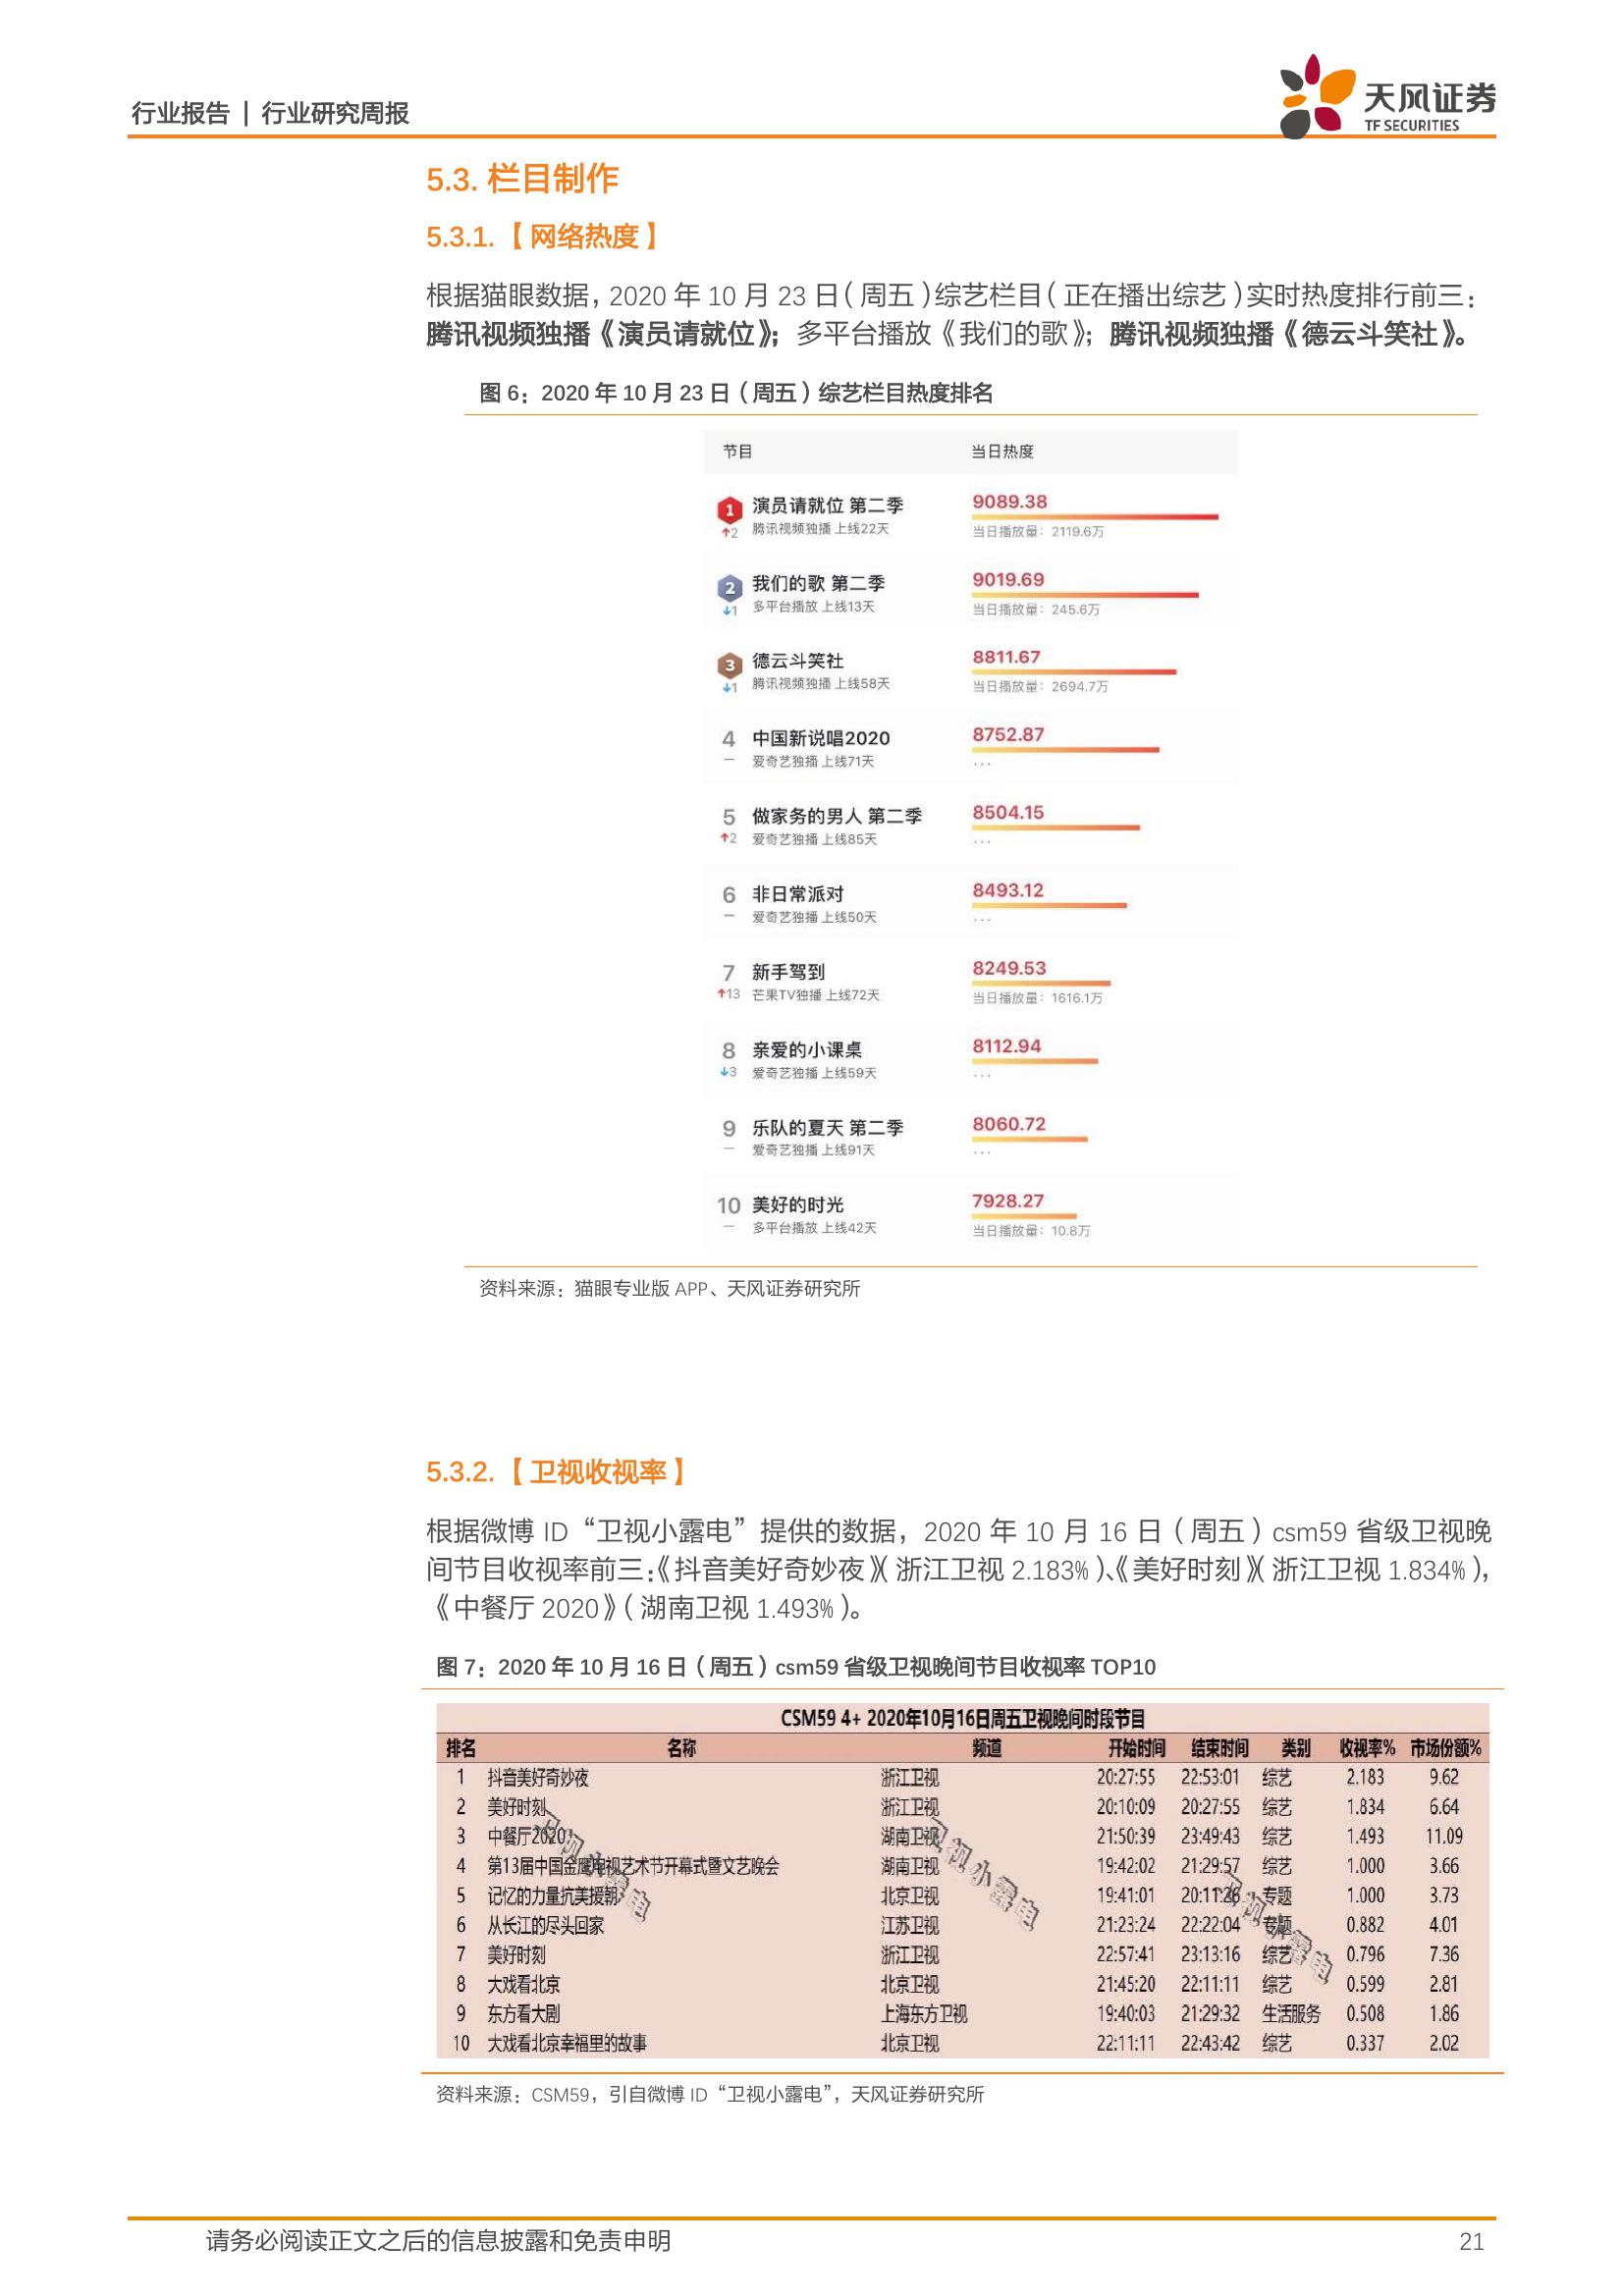 行业报告 | 行业研究周报
天风证券
TF SECURITIES
5.3. 栏目制作
5.3.1.【网络热度】
根据猫眼数据，2020 年 10 月 23 日（周五）综艺栏目（正在播出综艺）实时热度排行前三：
腾讯视频独播《演员请就位》；多平台播放《我们的歌》；腾讯视频独播《德云斗笑社》。
图 6：2020 年 10 月 23 日（周五）综艺栏目热度排名
节目 当日热度
1 演员请就位 第二季 9089.38
↑2 腾讯视频独播 上线22天 当日播放量：2119.6万
2 我们的歌 第二季 9019.69
↓1 多平台播放 上线13天 当日播放量：245.6万
3 德云斗笑社 8811.67
↓1 腾讯视频独播 上线58天 当日播放量：2694.7万
4 中国新说唱2020 8752.87
— 爱奇艺独播 上线71天 ...
5 做家务的男人 第二季 8504.15
↑2 爱奇艺独播 上线85天 ...
6 非日常派对 8493.12
— 爱奇艺独播 上线50天 ...
7 新手驾到 8249.53
↑13 芒果TV独播 上线72天 当日播放量：1616.1万
8 亲爱的小课桌 8112.94
↓3 爱奇艺独播 上线59天 ...
9 乐队的夏天 第二季 8060.72
— 爱奇艺独播 上线91天 ...
10 美好的时光 7928.27
— 多平台播放 上线42天 当日播放量：10.8万
资料来源：猫眼专业版 APP、天风证券研究所
5.3.2.【卫视收视率】
根据微博 ID“卫视小露电”提供的数据，2020 年 10 月 16 日（周五）csm59 省级卫视晚
间节目收视率前三：《抖音美好奇妙夜》（浙江卫视 2.183%）、《美好时刻》（浙江卫视 1.834%），
《中餐厅 2020》（湖南卫视 1.493%）。
图 7：2020 年 10 月 16 日（周五）csm59 省级卫视晚间节目收视率 TOP10
CSM59 4+ 2020年10月16日周五卫视晚间时段节目
排名 名称 频道 开始时间 结束时间 类别 收视率% 市场份额%
1 抖音美好奇妙夜 浙江卫视 20:27:55 22:53:01 综艺 2.183 9.62
2 美好时刻 浙江卫视 20:10:09 20:27:55 综艺 1.834 6.64
3 中餐厅2020 湖南卫视 21:50:39 23:49:43 综艺 1.493 11.09
4 第13届中国金鹰电视艺术节开幕式暨文艺晚会 湖南卫视 19:42:02 21:29:57 综艺 1.000 3.66
5 记忆的力量抗美援朝 北京卫视 19:41:01 20:11:26 专题 1.000 3.73
6 从长江的尽头回家 江苏卫视 21:23:24 22:22:04 专题 0.882 4.01
7 美好时刻 浙江卫视 22:57:41 23:13:16 综艺 0.796 7.36
8 大戏看北京 北京卫视 21:45:20 22:11:11 综艺 0.599 2.81
9 东方看大剧 上海东方卫视 19:40:03 21:29:32 生活服务 0.508 1.86
10 大戏看北京幸福里的故事 北京卫视 22:11:11 22:43:42 综艺 0.337 2.02
卫视小露电
卫视小露电
卫视小露电
资料来源：CSM59，引自微博 ID“卫视小露电”，天风证券研究所
请务必阅读正文之后的信息披露和免责申明 21